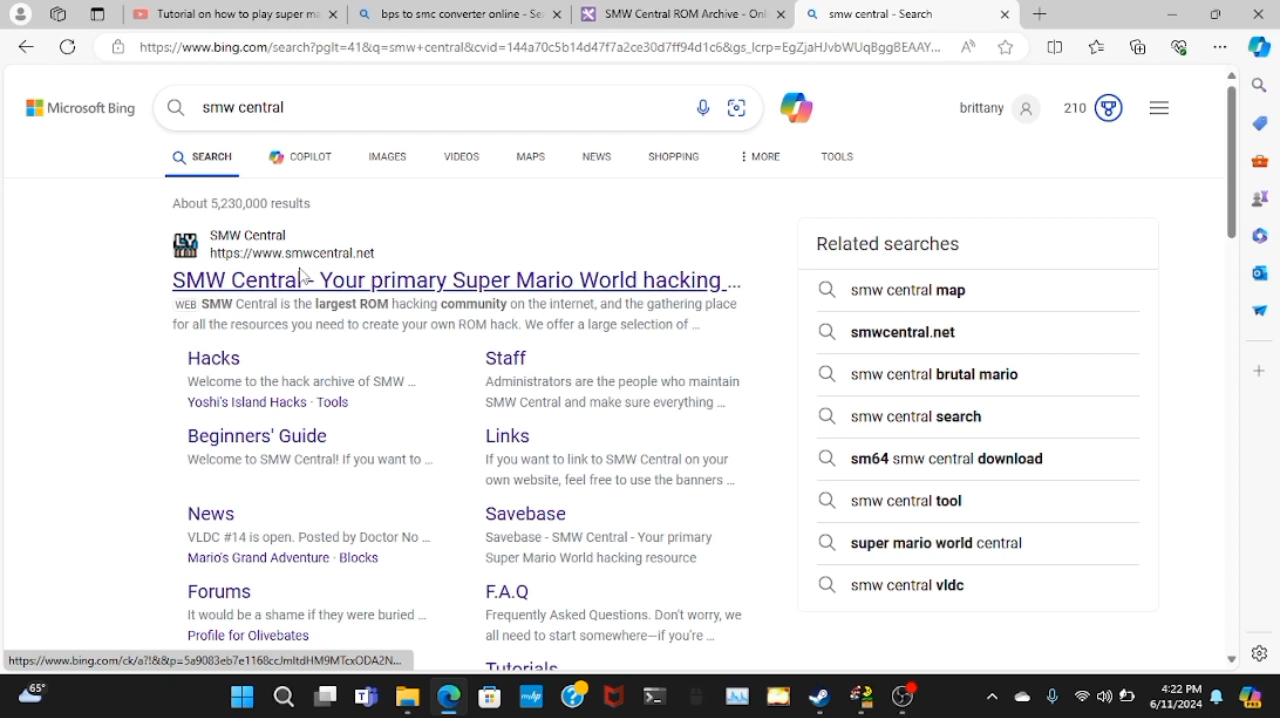 Tutorial on how to play super ma
bps to smc converter online - Se
SMW Central ROM Archive - Onl
smw central - Search
https://www.bing.com/search?pglt=41&q=smw+central&cvid=144a70c5b14d47f7a2ce30d7ff94d1c6&gs_lcrp=EgZjaHJvbWUqBggBEAAY...
Microsoft Bing
smw central
brittany
210
SEARCH
COPILOT
IMAGES
VIDEOS
MAPS
NEWS
SHOPPING
MORE
TOOLS
About 5,230,000 results
SMW Central
https://www.smwcentral.net
SMW Central - Your primary Super Mario World hacking ...
WEB SMW Central is the largest ROM hacking community on the internet, and the gathering place
for all the resources you need to create your own ROM hack. We offer a large selection of ...
Hacks
Welcome to the hack archive of SMW ...
Yoshi's Island Hacks · Tools
Staff
Administrators are the people who maintain
SMW Central and make sure everything ...
Beginners' Guide
Welcome to SMW Central! If you want to ...
Links
If you want to link to SMW Central on your
own website, feel free to use the banners ...
News
VLDC #14 is open. Posted by Doctor No ...
Mario's Grand Adventure · Blocks
Savebase
Savebase - SMW Central - Your primary
Super Mario World hacking resource
Forums
It would be a shame if they were buried ...
Profile for Olivebates
F.A.Q
Frequently Asked Questions. Don't worry, we
all need to start somewhere—if you're ...
Tutorials
Related searches
smw central map
smwcentral.net
smw central brutal mario
smw central search
sm64 smw central download
smw central tool
super mario world central
smw central vldc
https://www.bing.com/ck/a?!&&p=5a9083eb7e1168ccJmltdHM9MTcxODA2N...
65°
4:22 PM
6/11/2024